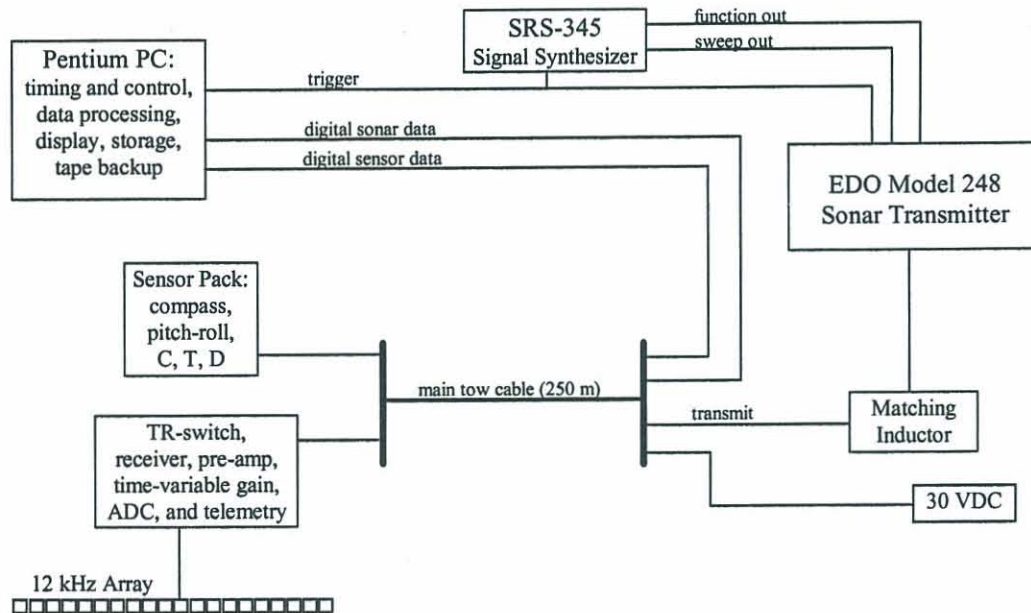 SRS-345
Signal Synthesizer
function out
sweep out
Pentium PC:
timing and control,
data processing,
display, storage,
tape backup
trigger
digital sonar data
digital sensor data
EDO Model 248
Sonar Transmitter
Sensor Pack:
compass,
pitch-roll,
C, T, D
main tow cable (250 m)
transmit
Matching
Inductor
TR-switch,
receiver, pre-amp,
time-variable gain,
ADC, and telemetry
30 VDC
12 kHz Array